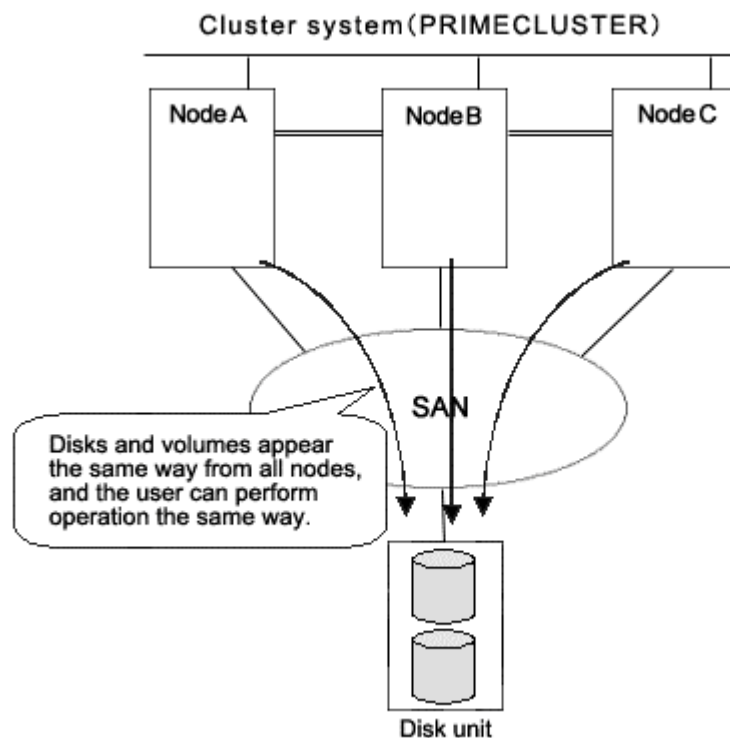 Cluster system(PRIMECLUSTER)
Node A
Node B
Node C
SAN
Disks and volumes appear
the same way from all nodes,
and the user can perform
operation the same way.
Disk unit